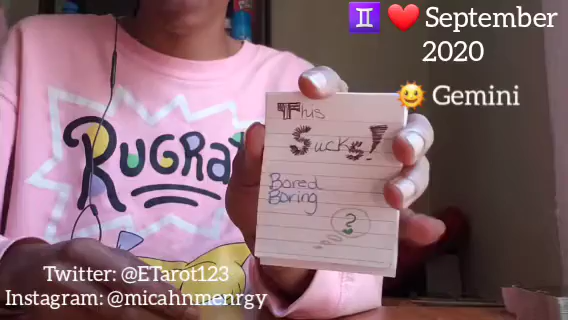 ♊ ❤️ September
2020
🌞 Gemini
RUGRA
This
Sucks!
Bored
Boring
?
Twitter: @ETarot123
Instagram: @micahnmenrgy